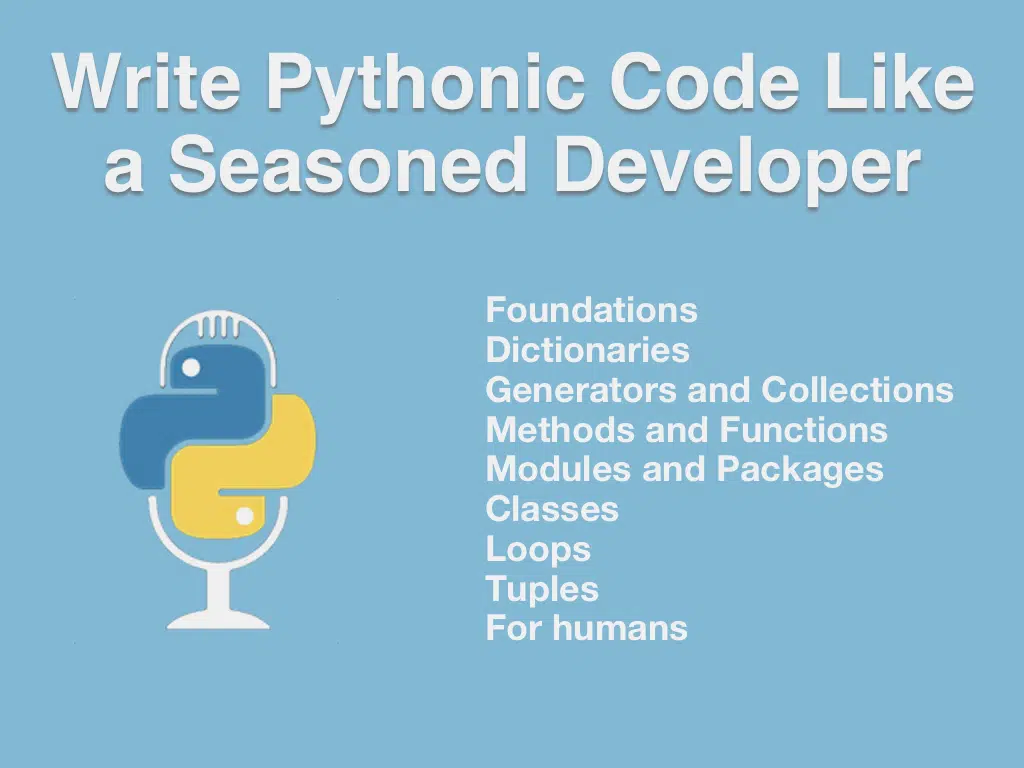 Write Pythonic Code Like
a Seasoned Developer
Foundations
Dictionaries
Generators and Collections
Methods and Functions
Modules and Packages
Classes
Loops
Tuples
For humans